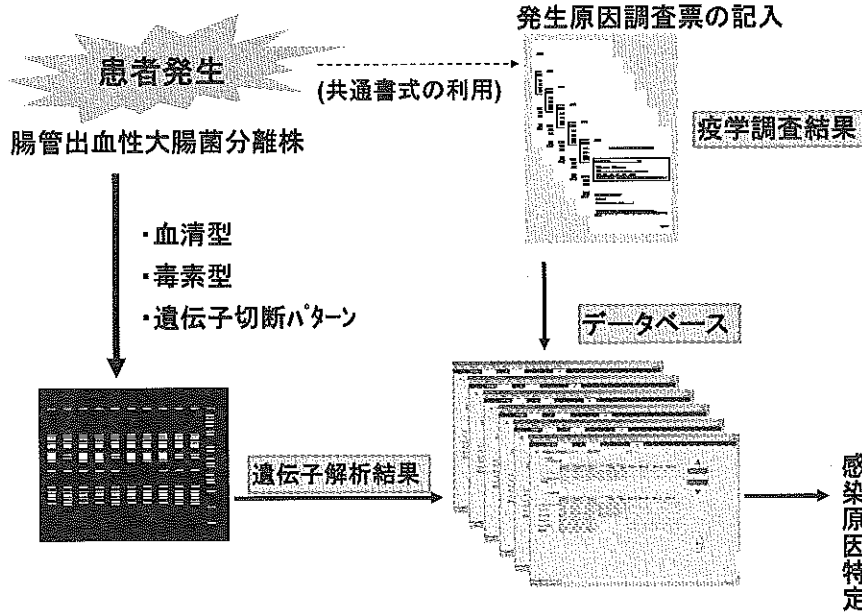 発生原因調査票の記入
患者発生
(共通書式の利用)
疫学調査結果
腸管出血性大腸菌分離株
・血清型
・毒素型
・遺伝子切断パターン
データベース
遺伝子解析結果
感染原因特定